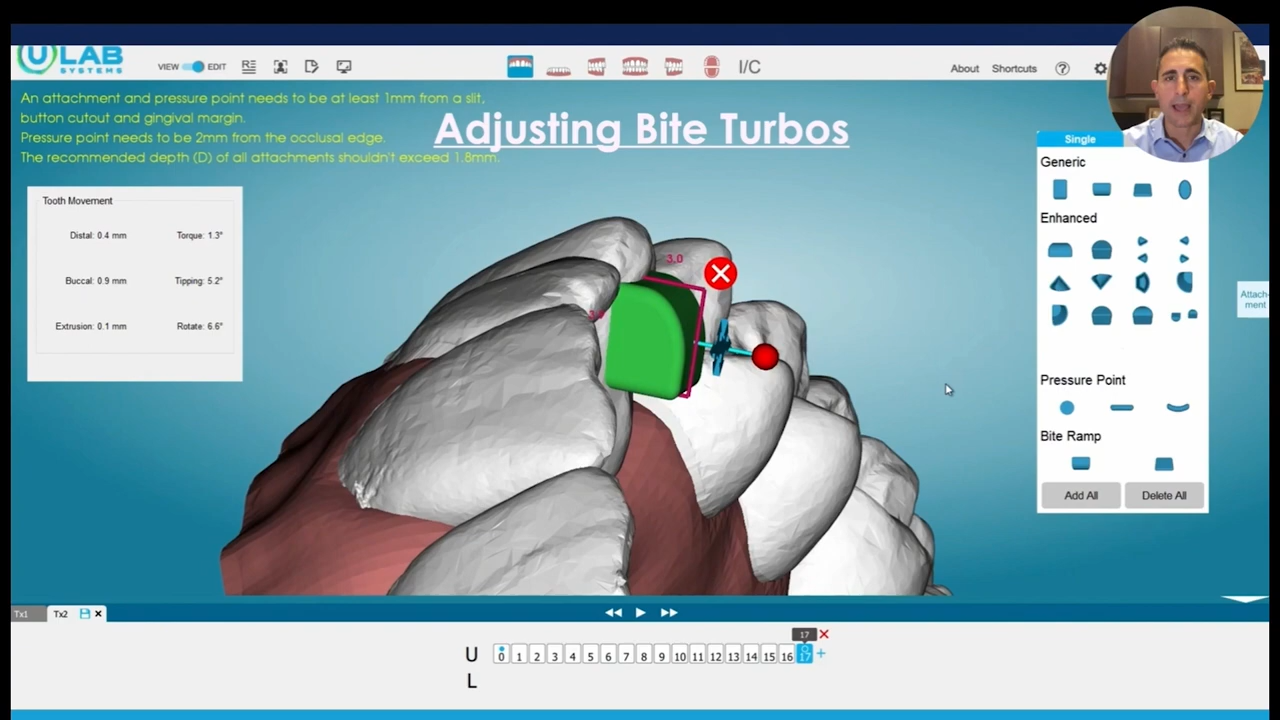 U LAB
SYSTEMS
VIEW EDIT
I/C
About Shortcuts
An attachment and pressure point needs to be at least 1mm from a slit,
button cutout and gingival margin.
Pressure point needs to be 2mm from the occlusal edge.
The recommended depth (D) of all attachments shouldn't exceed 1.8mm.
Adjusting Bite Turbos
Tooth Movement
Distal: 0.4 mm Torque: 1.3°
Buccal: 0.9 mm Tipping: 5.2°
Extrusion: 0.1 mm Rotate: 6.6°
3,0
Single
Generic
Enhanced
Pressure Point
Bite Ramp
Add All Delete All
Attach-
ment
Tx1 Tx2
17
U 0 1 2 3 4 5 6 7 8 9 10 11 12 13 14 15 16 17 +
L